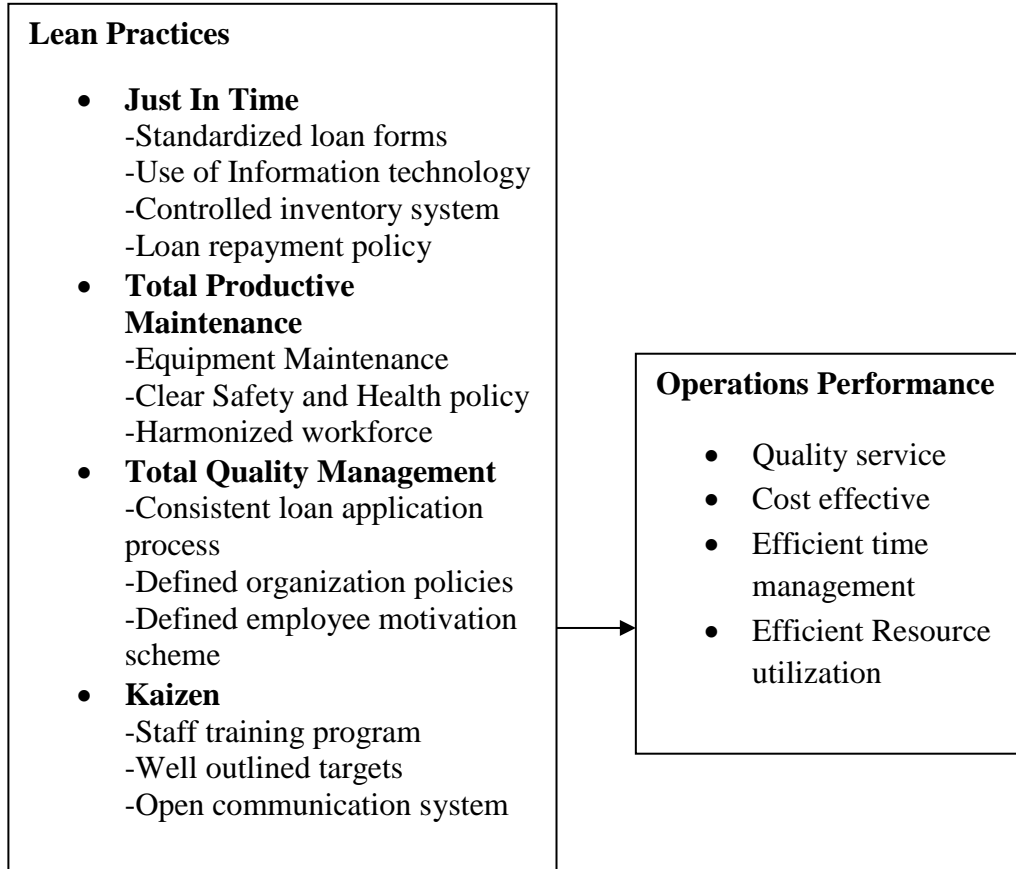 Lean Practices
• Just In Time
-Standardized loan forms
-Use of Information technology
-Controlled inventory system
-Loan repayment policy
• Total Productive
Maintenance
-Equipment Maintenance
-Clear Safety and Health policy
-Harmonized workforce
• Total Quality Management
-Consistent loan application
process
-Defined organization policies
-Defined employee motivation
scheme
• Kaizen
-Staff training program
-Well outlined targets
-Open communication system
Operations Performance
• Quality service
• Cost effective
• Efficient time
management
• Efficient Resource
utilization